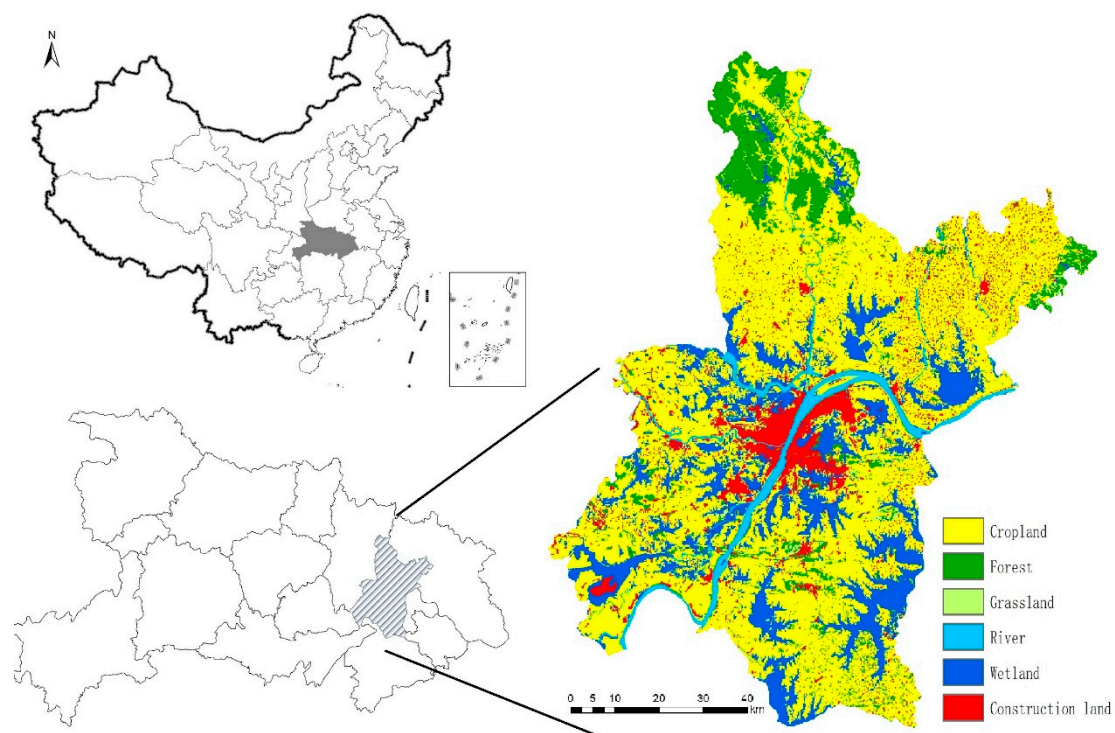 N
Cropland
Forest
Grassland
River
Wetland
Construction land
0 5 10 20 30 40
km